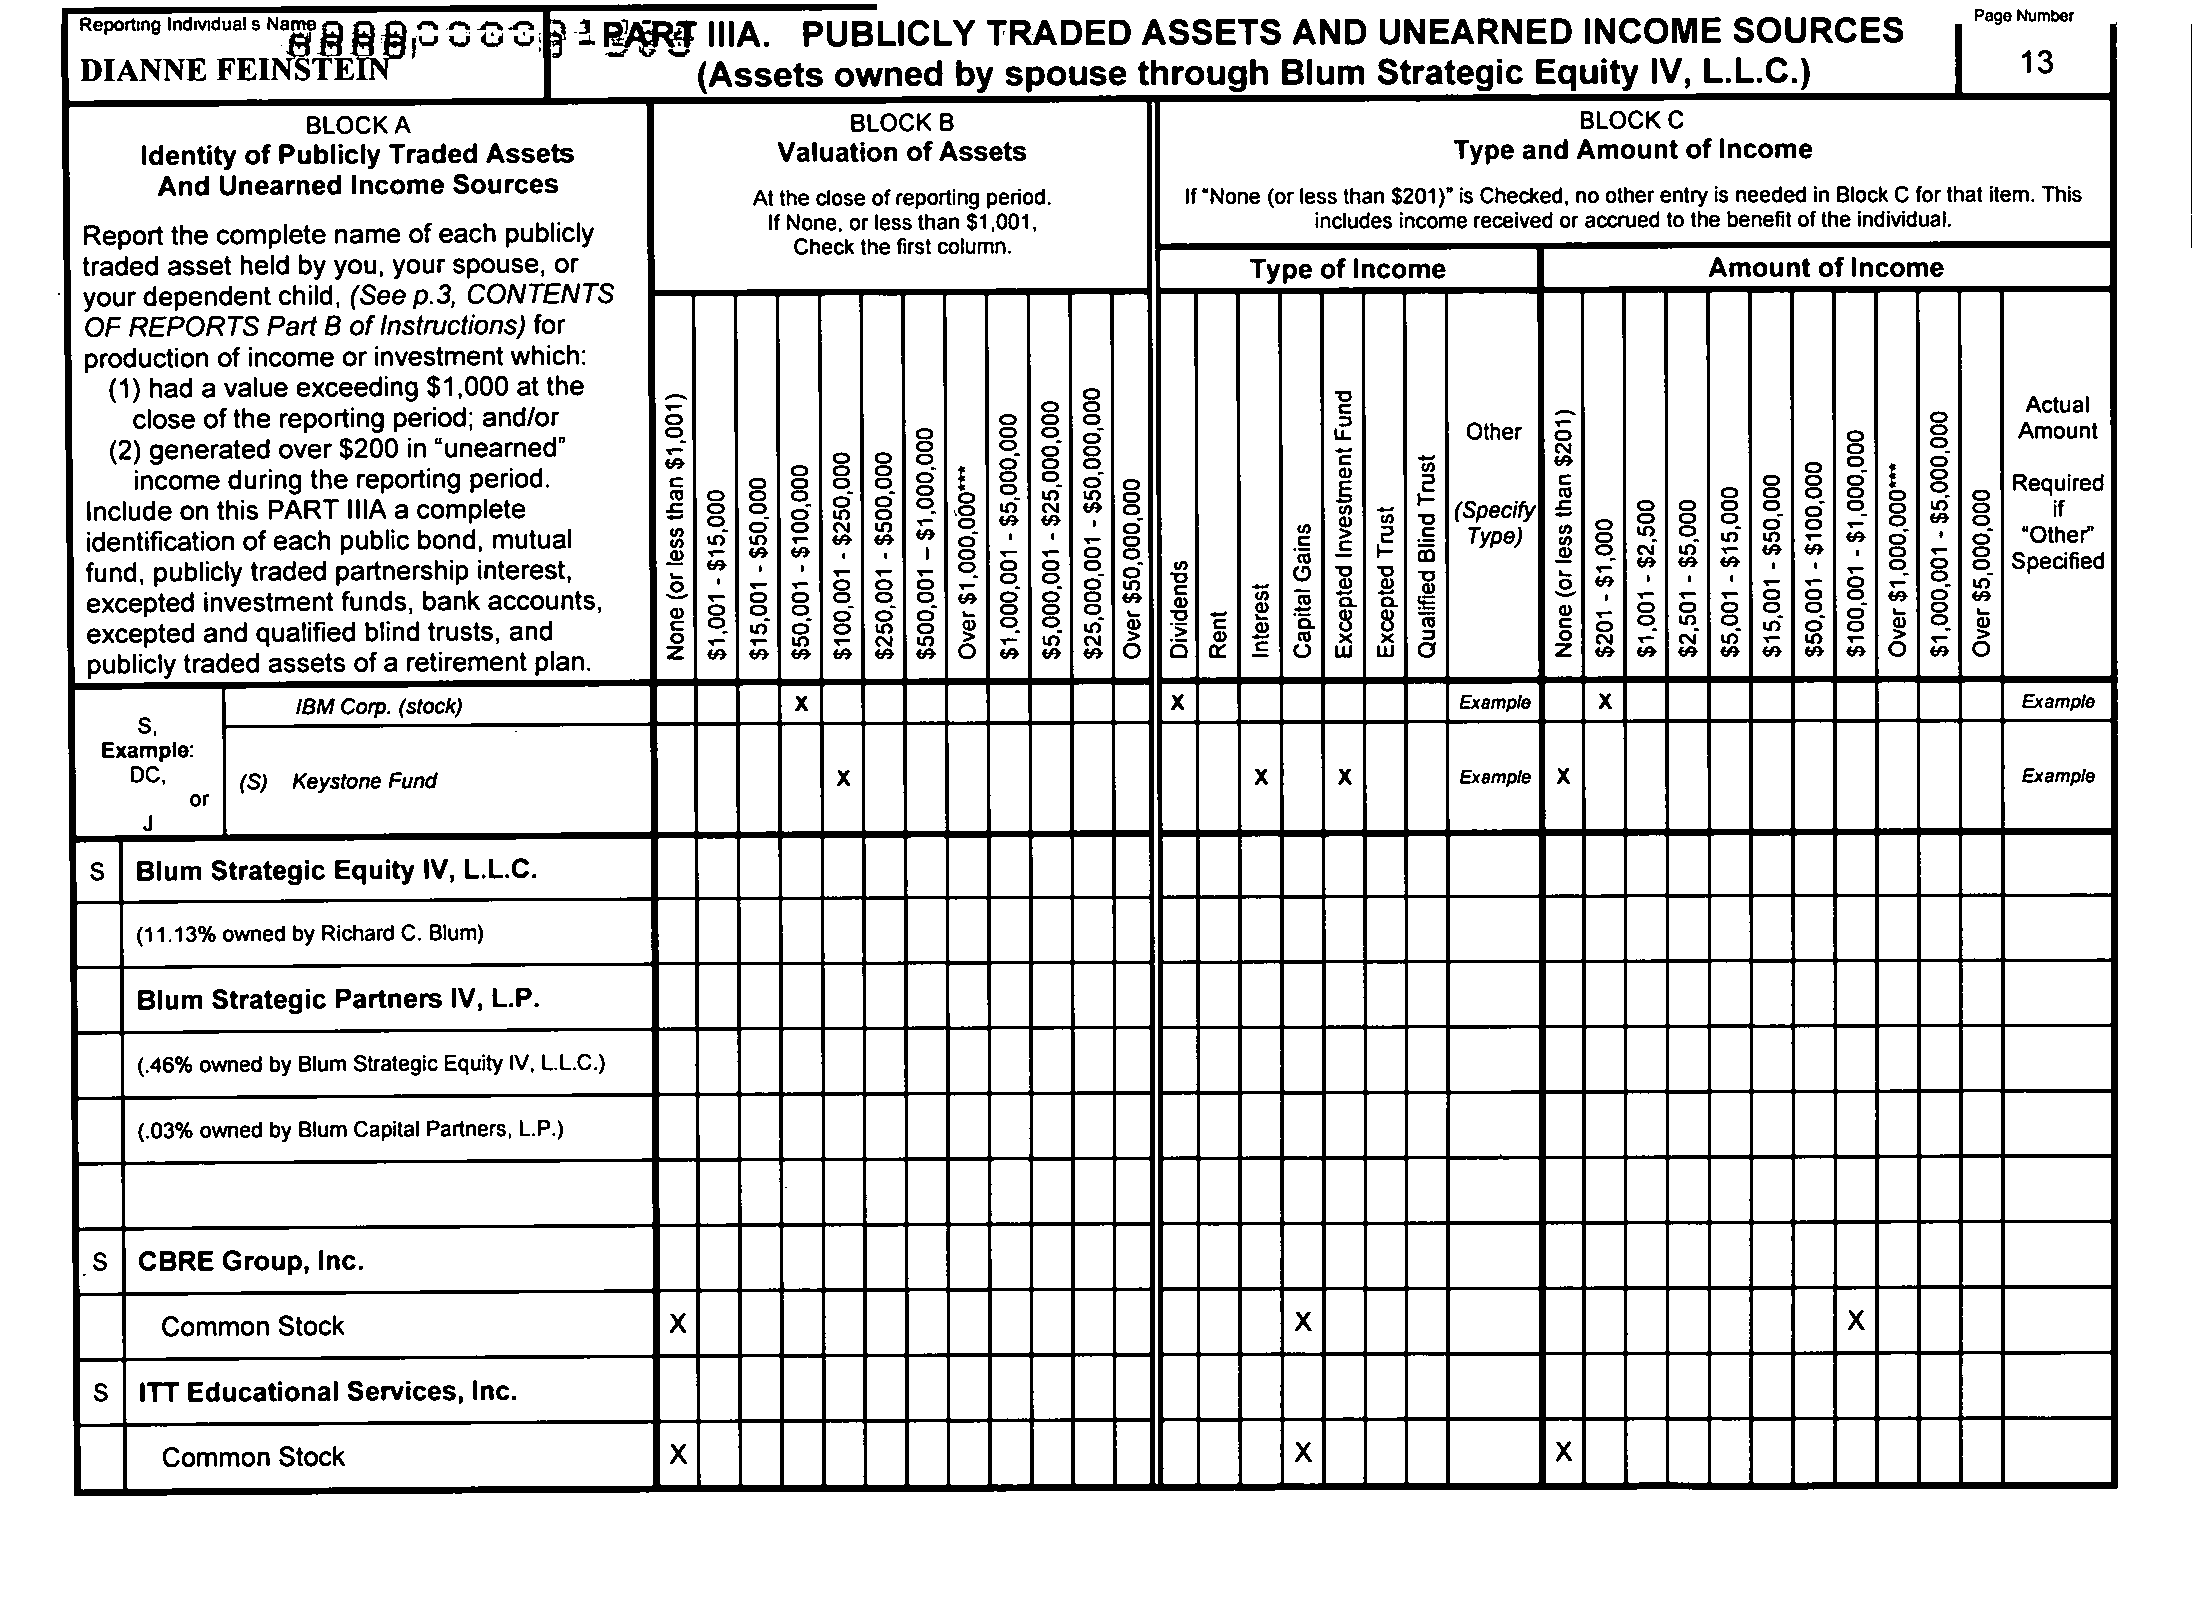 Reporting Individual s Name
DIANNE FEINSTEIN
PART IIIA. PUBLICLY TRADED ASSETS AND UNEARNED INCOME SOURCES
(Assets owned by spouse through Blum Strategic Equity IV, L.L.C.)
Page Number
13
BLOCK A
Identity of Publicly Traded Assets
And Unearned Income Sources
Report the complete name of each publicly
traded asset held by you, your spouse, or
your dependent child, (See p.3, CONTENTS
OF REPORTS Part B of Instructions) for
production of income or investment which:
(1) had a value exceeding $1,000 at the
close of the reporting period; and/or
(2) generated over $200 in "unearned"
income during the reporting period.
Include on this PART IIIA a complete
identification of each public bond, mutual
fund, publicly traded partnership interest,
excepted investment funds, bank accounts,
excepted and qualified blind trusts, and
publicly traded assets of a retirement plan.
BLOCK B
Valuation of Assets
At the close of reporting period.
If None, or less than $1,001,
Check the first column.
None (or less than $1,001)
$1,001 - $15,000
$15,001 - $50,000
$50,001 - $100,000
$100,001 - $250,000
$250,001 - $500,000
$500,001 – $1,000,000
Over $1,000,000***
$1,000,001 - $5,000,000
$5,000,001 - $25,000,000
$25,000,001 - $50,000,000
Over $50,000,000
BLOCK C
Type and Amount of Income
If "None (or less than $201)" is Checked, no other entry is needed in Block C for that item. This
includes income received or accrued to the benefit of the individual.
Type of Income
Dividends
Rent
Interest
Capital Gains
Excepted Investment Fund
Excepted Trust
Qualified Blind Trust
Other
(Specify
Type)
Amount of Income
None (or less than $201)
$201 - $1,000
$1,001 - $2,500
$2,501 - $5,000
$5,001 - $15,000
$15,001 - $50,000
$50,001 - $100,000
$100,001 - $1,000,000
Over $1,000,000***
$1,000,001 - $5,000,000
Over $5,000,000
Actual
Amount
Required
if
"Other"
Specified
S,
Example:
DC,
or
J
IBM Corp. (stock) X X Example X Example
(S) Keystone Fund X X X Example X Example
S Blum Strategic Equity IV, L.L.C.
(11.13% owned by Richard C. Blum)
Blum Strategic Partners IV, L.P.
(.46% owned by Blum Strategic Equity IV, L.L.C.)
(.03% owned by Blum Capital Partners, L.P.)
S CBRE Group, Inc.
Common Stock X X X
S ITT Educational Services, Inc.
Common Stock X X X